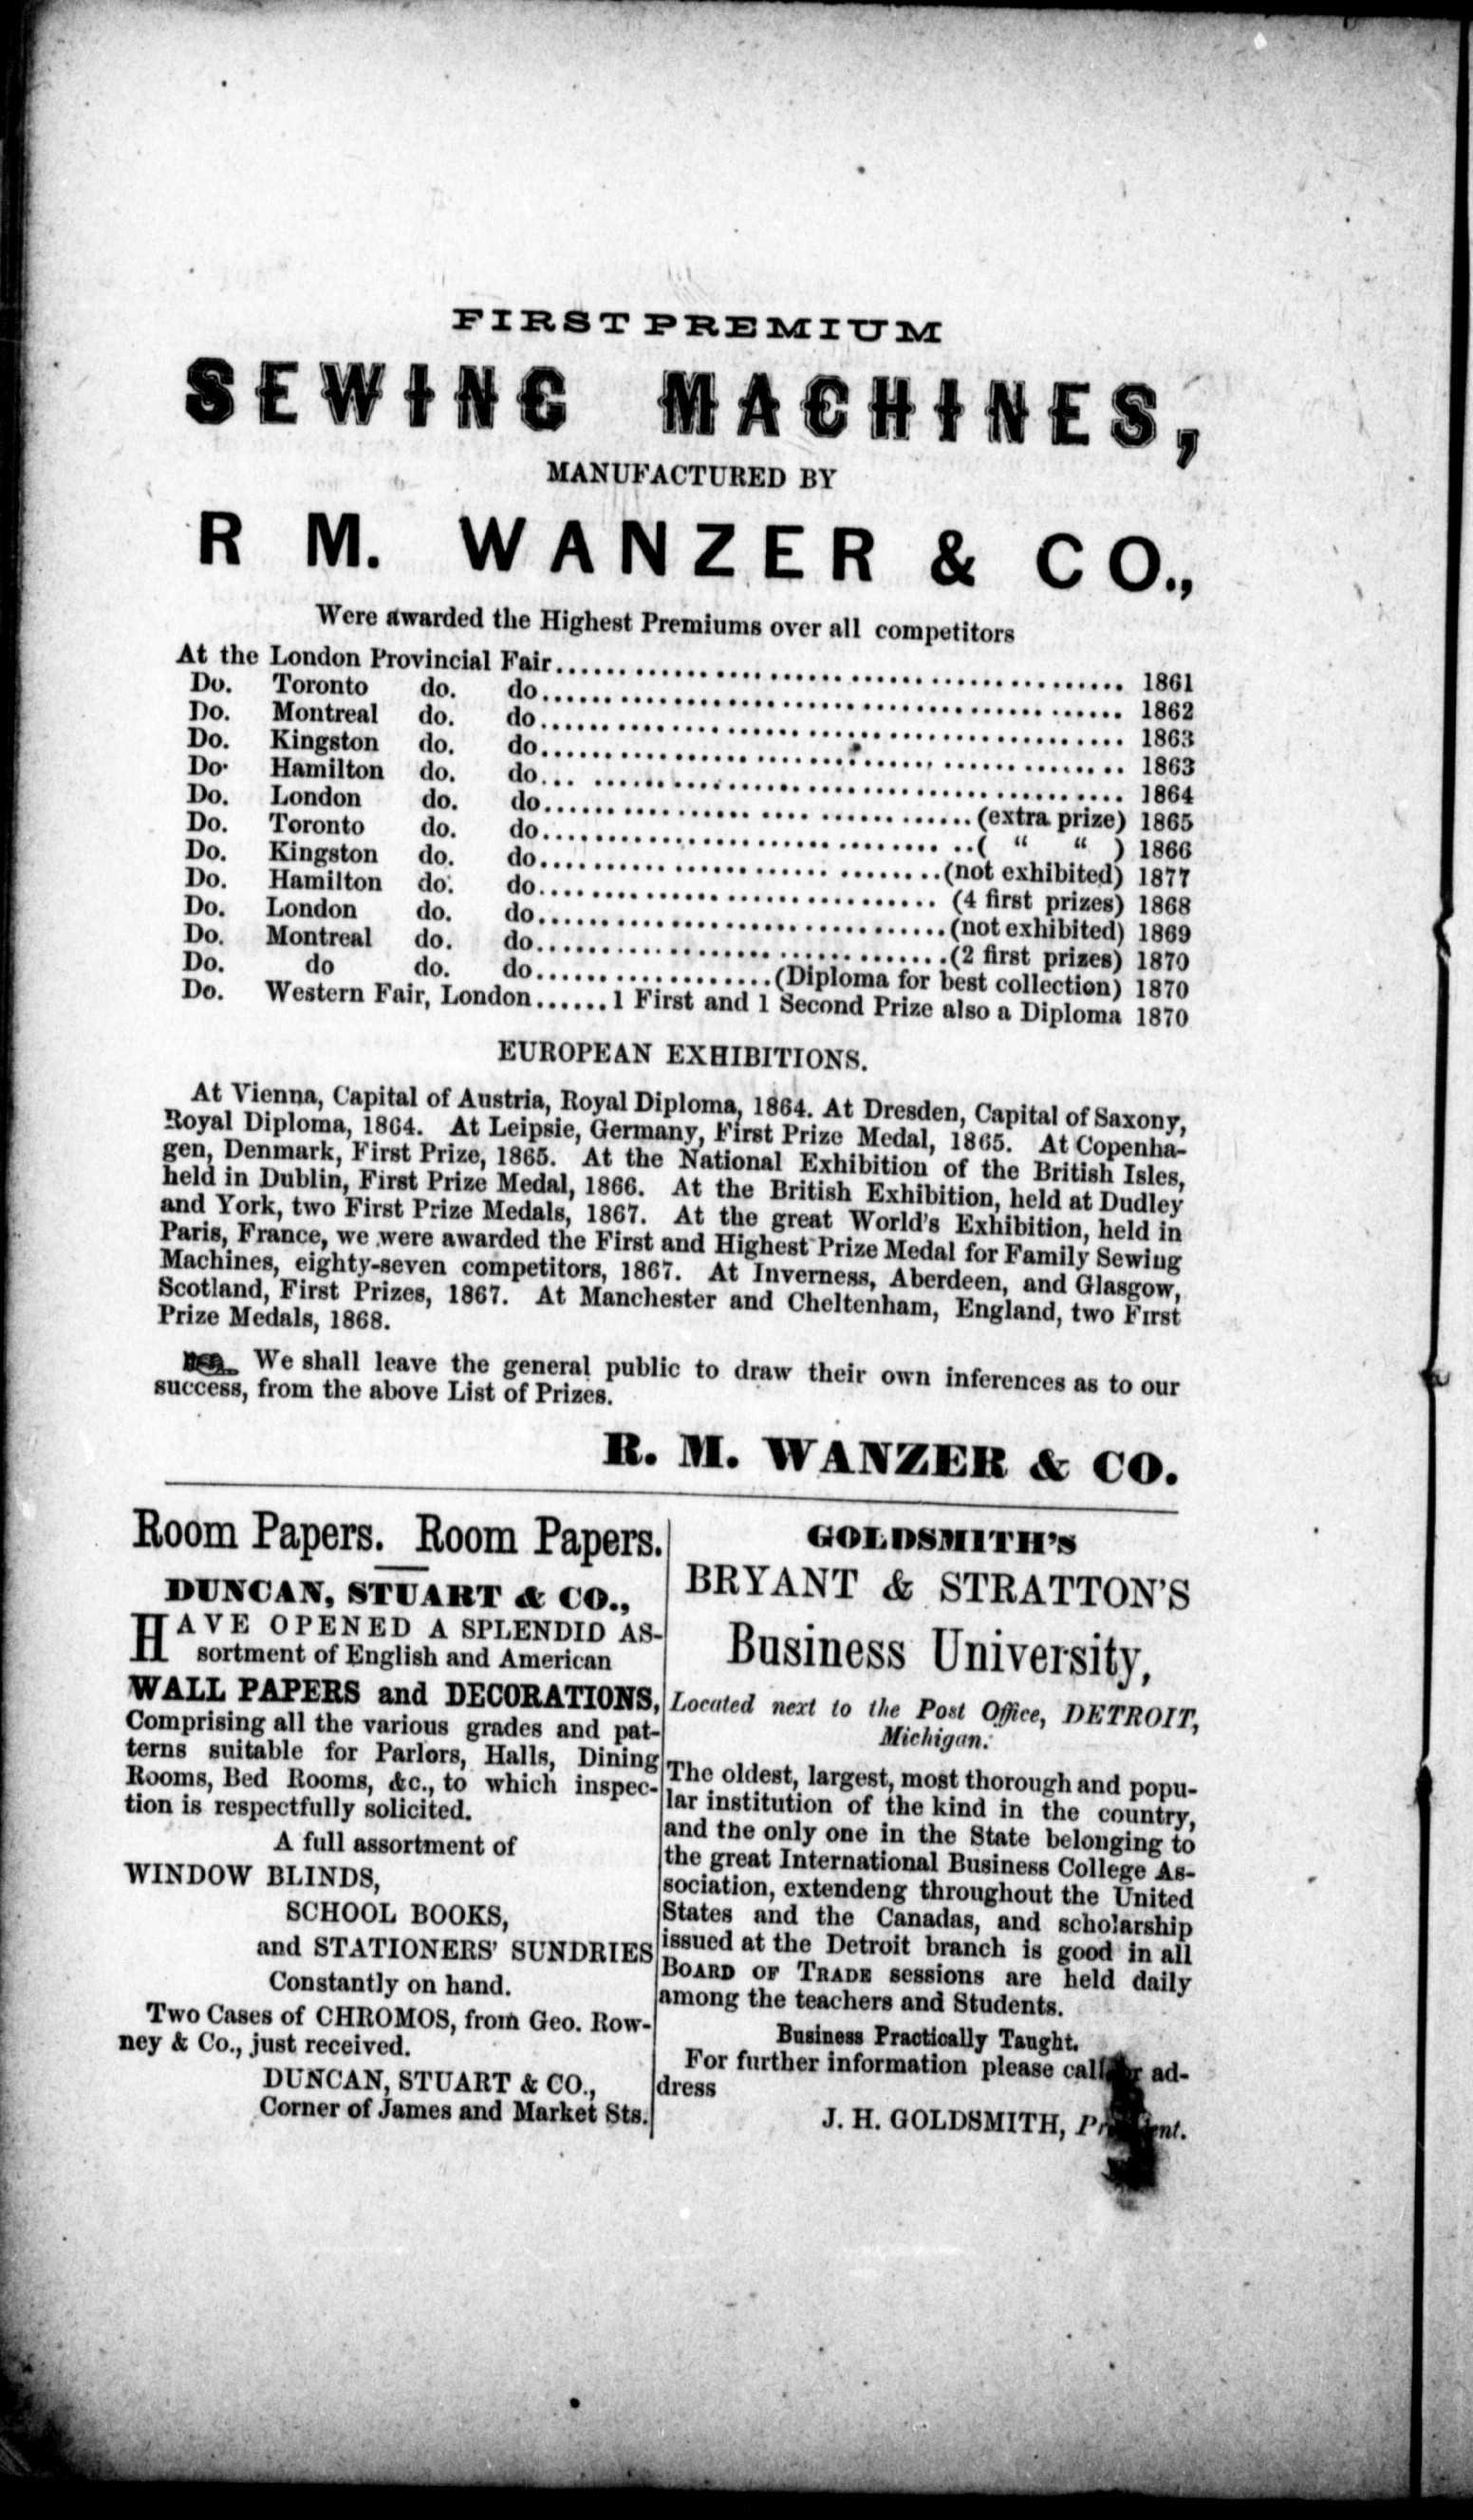 FIRST PREMIUM
SEWING MACHINES,
MANUFACTURED BY
R M. WANZER & CO.,
Were awarded the Highest Premiums over all competitors
At the London Provincial Fair........................................ 1861
Do. Toronto do. do........................................ 1862
Do. Montreal do. do........................................ 1863
Do. Kingston do. do........................................ 1863
Do. Hamilton do. do... .................................... 1864
Do. London do. do.............................. (extra prize) 1865
Do. Toronto do. do.............................. ..( " " ) 1866
Do. Kingston do. do..............................(not exhibited) 1877
Do. Hamilton do. do.............................. (4 first prizes) 1868
Do. London do. do..............................(not exhibited) 1869
Do. Montreal do. do..............................(2 first prizes) 1870
Do. do do. do..................(Diploma for best collection) 1870
Do. Western Fair, London......1 First and 1 Second Prize also a Diploma 1870
EUROPEAN EXHIBITIONS.
At Vienna, Capital of Austria, Royal Diploma, 1864. At Dresden, Capital of Saxony,
Royal Diploma, 1864. At Leipsie, Germany, First Prize Medal, 1865. At Copenha-
gen, Denmark, First Prize, 1865. At the National Exhibition of the British Isles,
held in Dublin, First Prize Medal, 1866. At the British Exhibition, held at Dudley
and York, two First Prize Medals, 1867. At the great World's Exhibition, held in
Paris, France, we were awarded the First and Highest Prize Medal for Family Sewing
Machines, eighty-seven competitors, 1867. At Inverness, Aberdeen, and Glasgow,
Scotland, First Prizes, 1867. At Manchester and Cheltenham, England, two First
Prize Medals, 1868.
We shall leave the general public to draw their own inferences as to our
success, from the above List of Prizes.
R. M. WANZER & CO.
Room Papers. Room Papers.
DUNCAN, STUART & CO.,
HAVE OPENED A SPLENDID AS-
sortment of English and American
WALL PAPERS and DECORATIONS,
Comprising all the various grades and pat-
terns suitable for Parlors, Halls, Dining
Rooms, Bed Rooms, &c., to which inspec-
tion is respectfully solicited.
A full assortment of
WINDOW BLINDS,
SCHOOL BOOKS,
and STATIONERS' SUNDRIES
Constantly on hand.
Two Cases of CHROMOS, from Geo. Row-
ney & Co., just received.
DUNCAN, STUART & CO.,
Corner of James and Market Sts.
GOLDSMITH'S
BRYANT & STRATTON'S
Business University,
Located next to the Post Office, DETROIT,
Michigan.
The oldest, largest, most thorough and popu-
lar institution of the kind in the country,
and the only one in the State belonging to
the great International Business College As-
sociation, extendeng throughout the United
States and the Canadas, and scholarship
issued at the Detroit branch is good in all
BOARD OF TRADE sessions are held daily
among the teachers and Students.
Business Practically Taught.
For further information please call ad-
dress
J. H. GOLDSMITH,